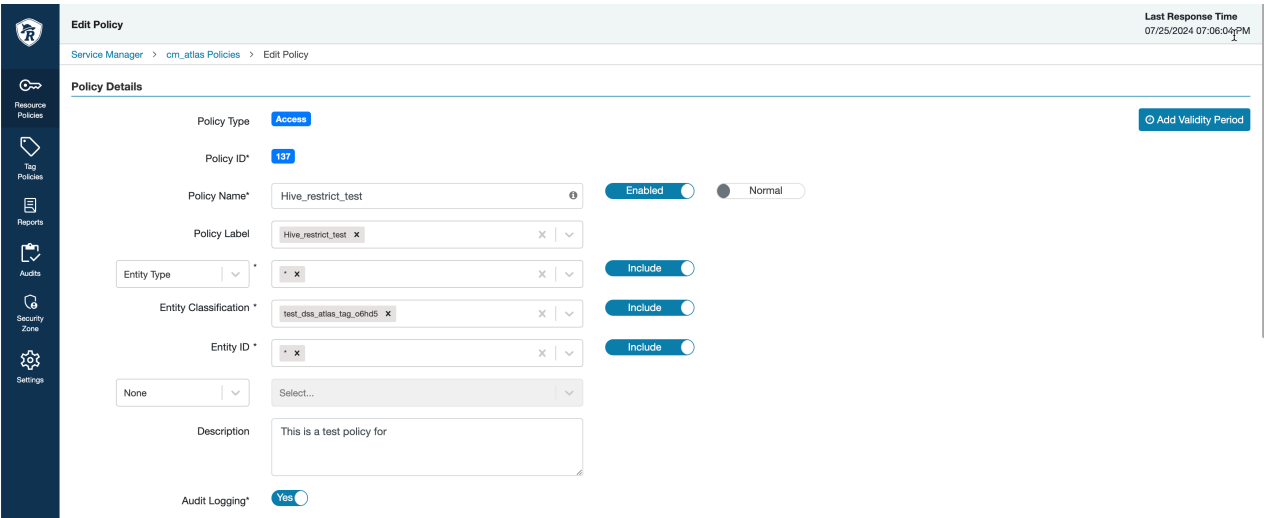 Edit Policy
Last Response Time
07/25/2024 07:06:04 PM
Service Manager > cm_atlas Policies > Edit Policy
Resource
Policies
Tag
Policies
Reports
Audits
Security
Zone
Settings
Policy Details
Policy Type Access Add Validity Period
Policy ID* 137
Policy Name* Hive_restrict_test Enabled Normal
Policy Label Hive_restrict_test
Entity Type * * Include
Entity Classification * test_dss_atlas_tag_o6hd5 Include
Entity ID * * Include
None Select...
Description This is a test policy for
Audit Logging* Yes